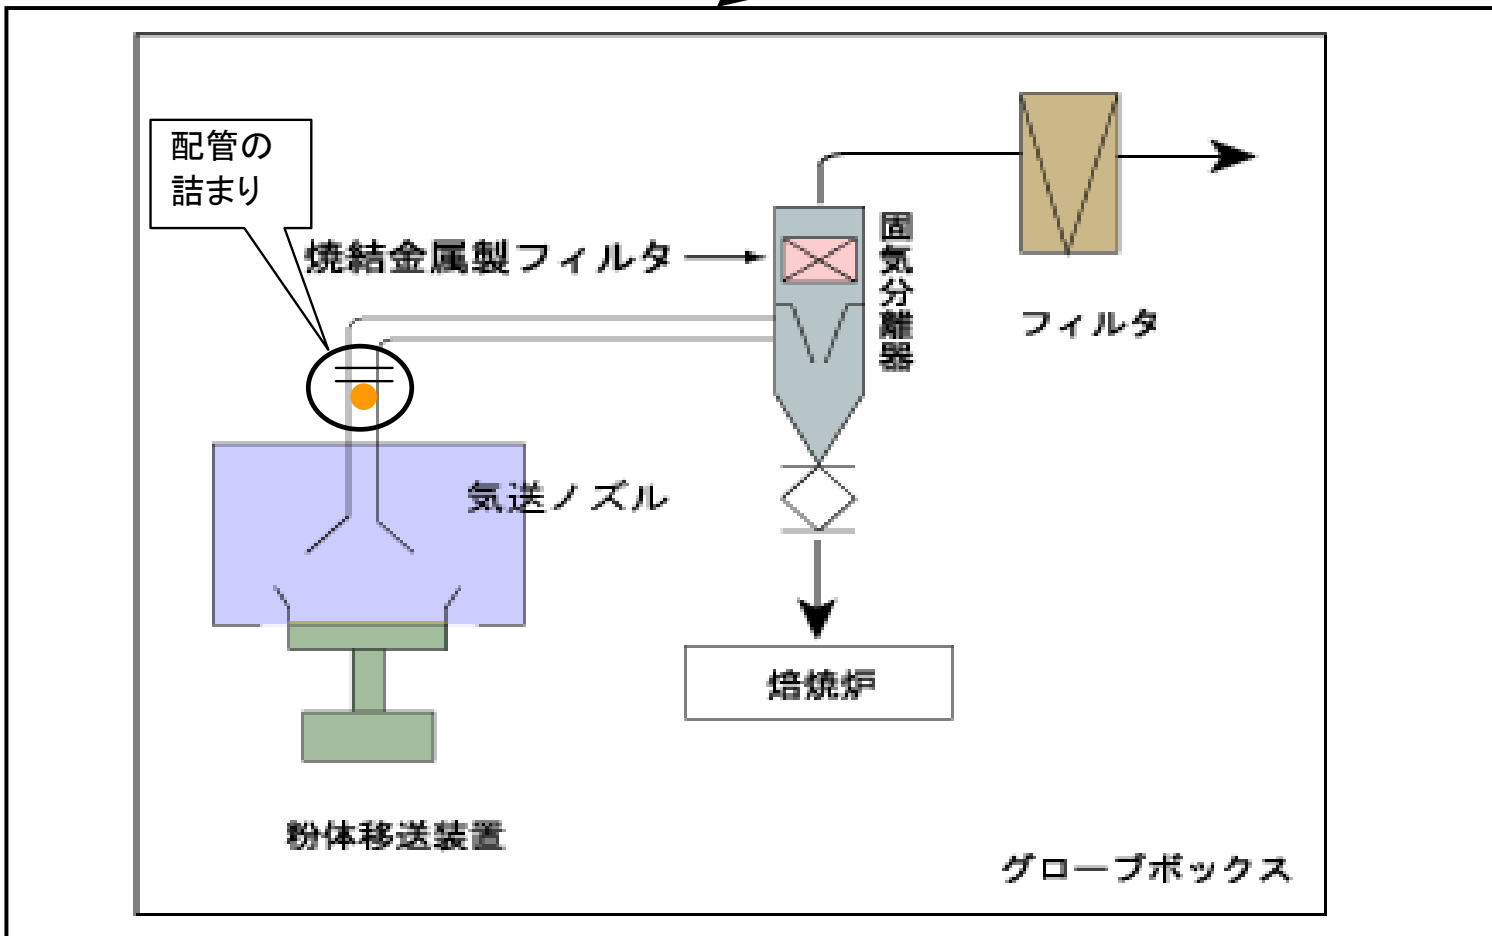 配管の
詰まり
焼結金属製フィルタ
固気分離器
フィルタ
気送ノズル
焙焼炉
粉体移送装置
グローブボックス